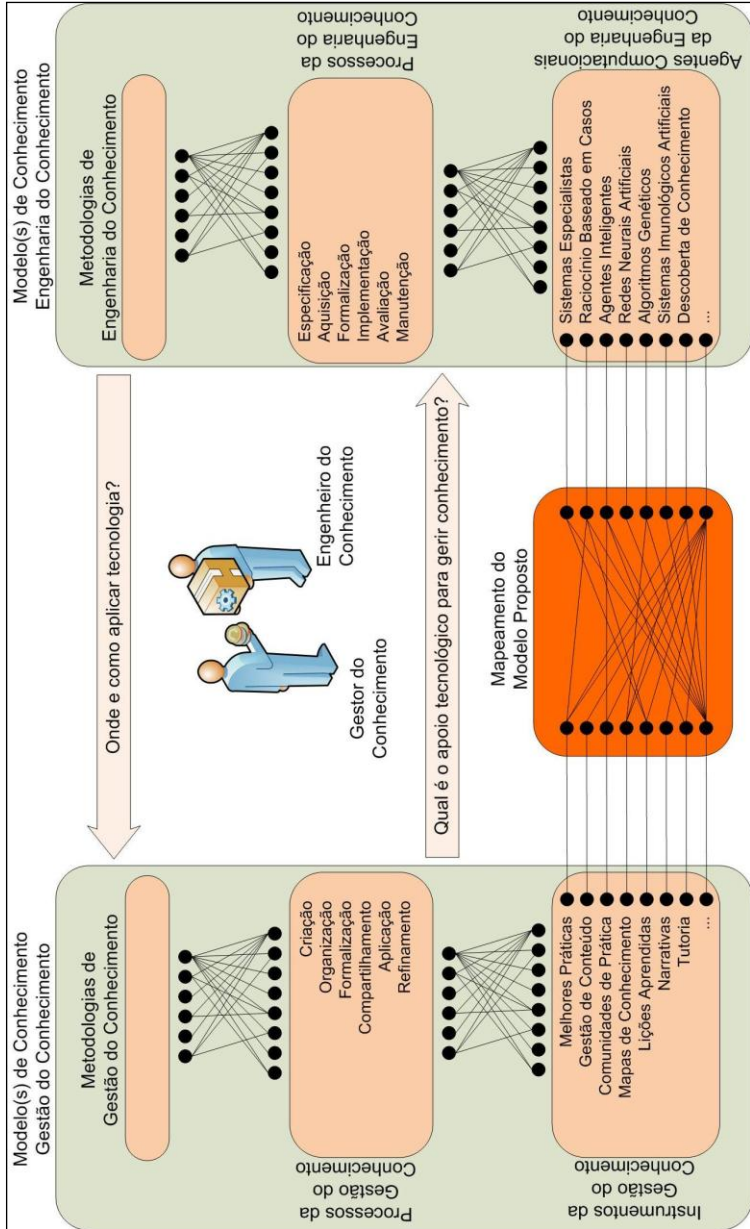 Modelo(s) de Conhecimento
Gestão do Conhecimento
Metodologias de
Gestão do Conhecimento
Processos da
Gestão do
Conhecimento
Criação
Organização
Formalização
Compartilhamento
Aplicação
Refinamento
Instrumentos da
Gestão do
Conhecimento
Melhores Práticas
Gestão de Conteúdo
Comunidades de Prática
Mapas de Conhecimento
Lições Aprendidas
Narrativas
Tutoria
...
Onde e como aplicar tecnologia?
Gestor do
Conhecimento
Engenheiro do
Conhecimento
Qual é o apoio tecnológico para gerir conhecimento?
Mapeamento do
Modelo Proposto
Modelo(s) de Conhecimento
Engenharia do Conhecimento
Metodologias de
Engenharia do Conhecimento
Processos da
Engenharia do
Conhecimento
Especificação
Aquisição
Formalização
Implementação
Avaliação
Manutenção
Agentes Computacionais
da Engenharia do
Conhecimento
Sistemas Especialistas
Raciocínio Baseado em Casos
Agentes Inteligentes
Redes Neurais Artificiais
Algoritmos Genéticos
Sistemas Imunológicos Artificiais
Descoberta de Conhecimento
...